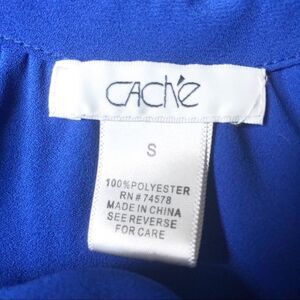 CAChé
S
100%POLYESTER
RN#74578
MADE IN CHINA
SEE REVERSE
FOR CARE